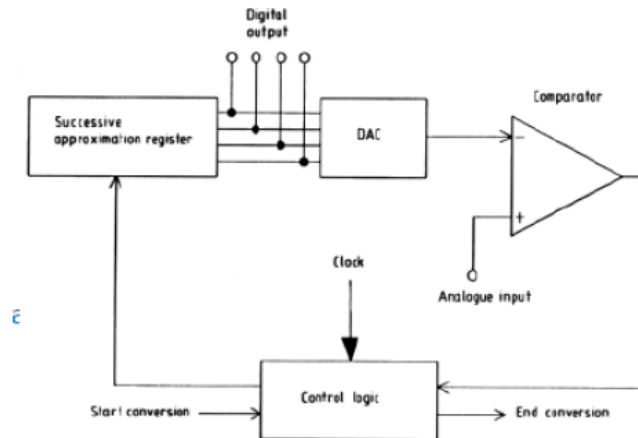 Digital
output
Successive
approximation register
DAC
Comparator
-
+
Analogue input
Clock
Start conversion
Control logic
End conversion